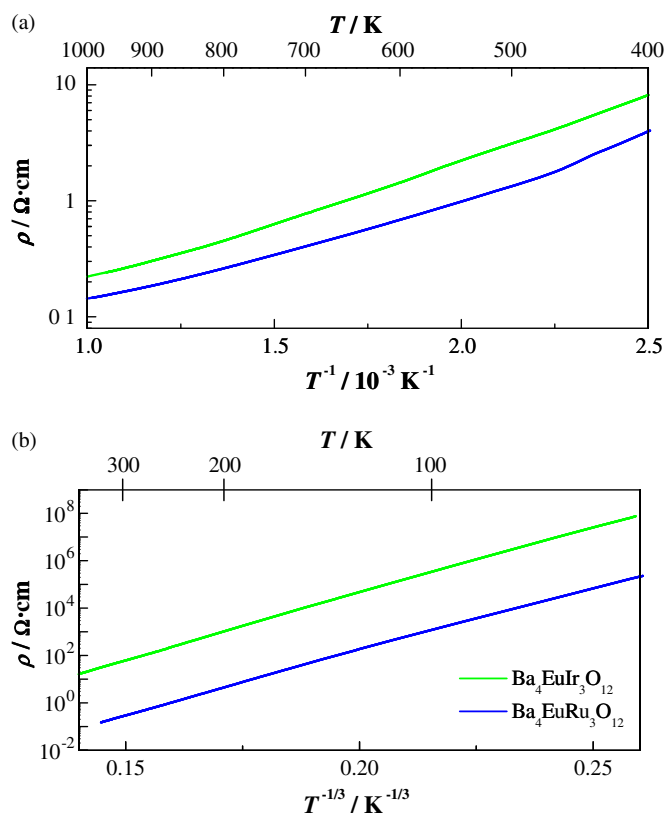 (a)
T / K
1000 900 800 700 600 500 400
10
1
0 1
ρ / Ω·cm
1.0 1.5 2.0 2.5
T⁻¹ / 10⁻³ K⁻¹
(b)
T / K
300 200 100
10⁸
10⁶
10⁴
10²
10⁰
10⁻²
ρ / Ω·cm
Ba₄EuIr₃O₁₂
Ba₄EuRu₃O₁₂
0.15 0.20 0.25
T⁻¹/³ / K⁻¹/³